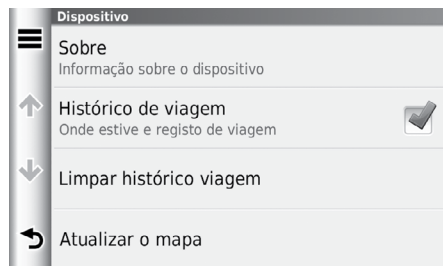 Dispositivo
Sobre
Informação sobre o dispositivo
Histórico de viagem
Onde estive e registo de viagem
Limpar histórico viagem
Atualizar o mapa